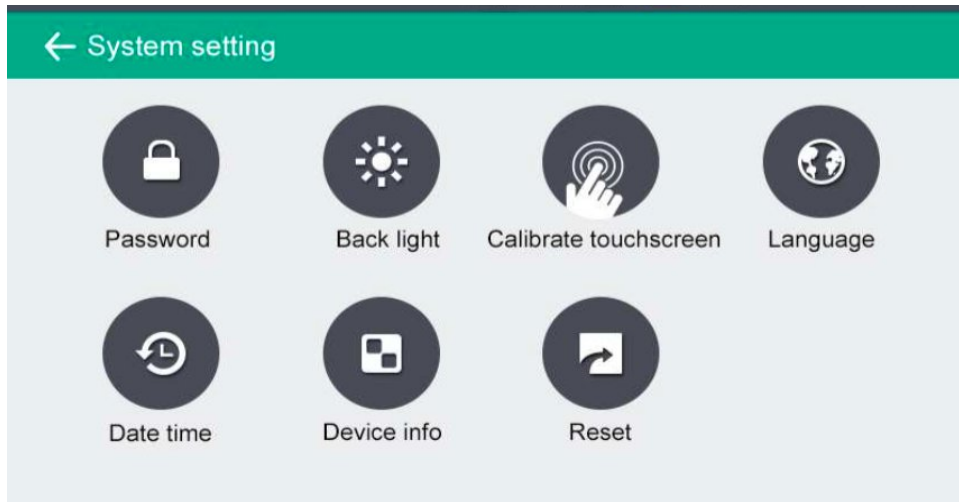 System setting
Password
Back light
Calibrate touchscreen
Language
Date time
Device info
Reset